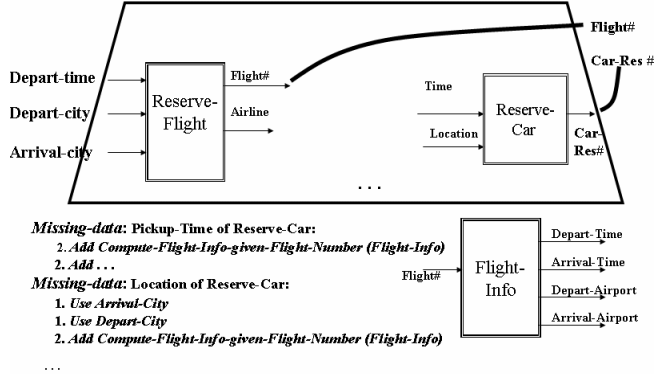 Flight#
Car-Res #
Depart-time
Depart-city
Arrival-city
Reserve-
Flight
Flight#
Airline
Time
Location
Reserve-
Car
Car-
Res#
. . .
Missing-data: Pickup-Time of Reserve-Car:
2. Add Compute-Flight-Info-given-Flight-Number (Flight-Info)
2. Add . . .
Missing-data: Location of Reserve-Car:
1. Use Arrival-City
1. Use Depart-City
2. Add Compute-Flight-Info-given-Flight-Number (Flight-Info)
. . .
Flight#
Flight-
Info
Depart-Time
Arrival-Time
Depart-Airport
Arrival-Airport